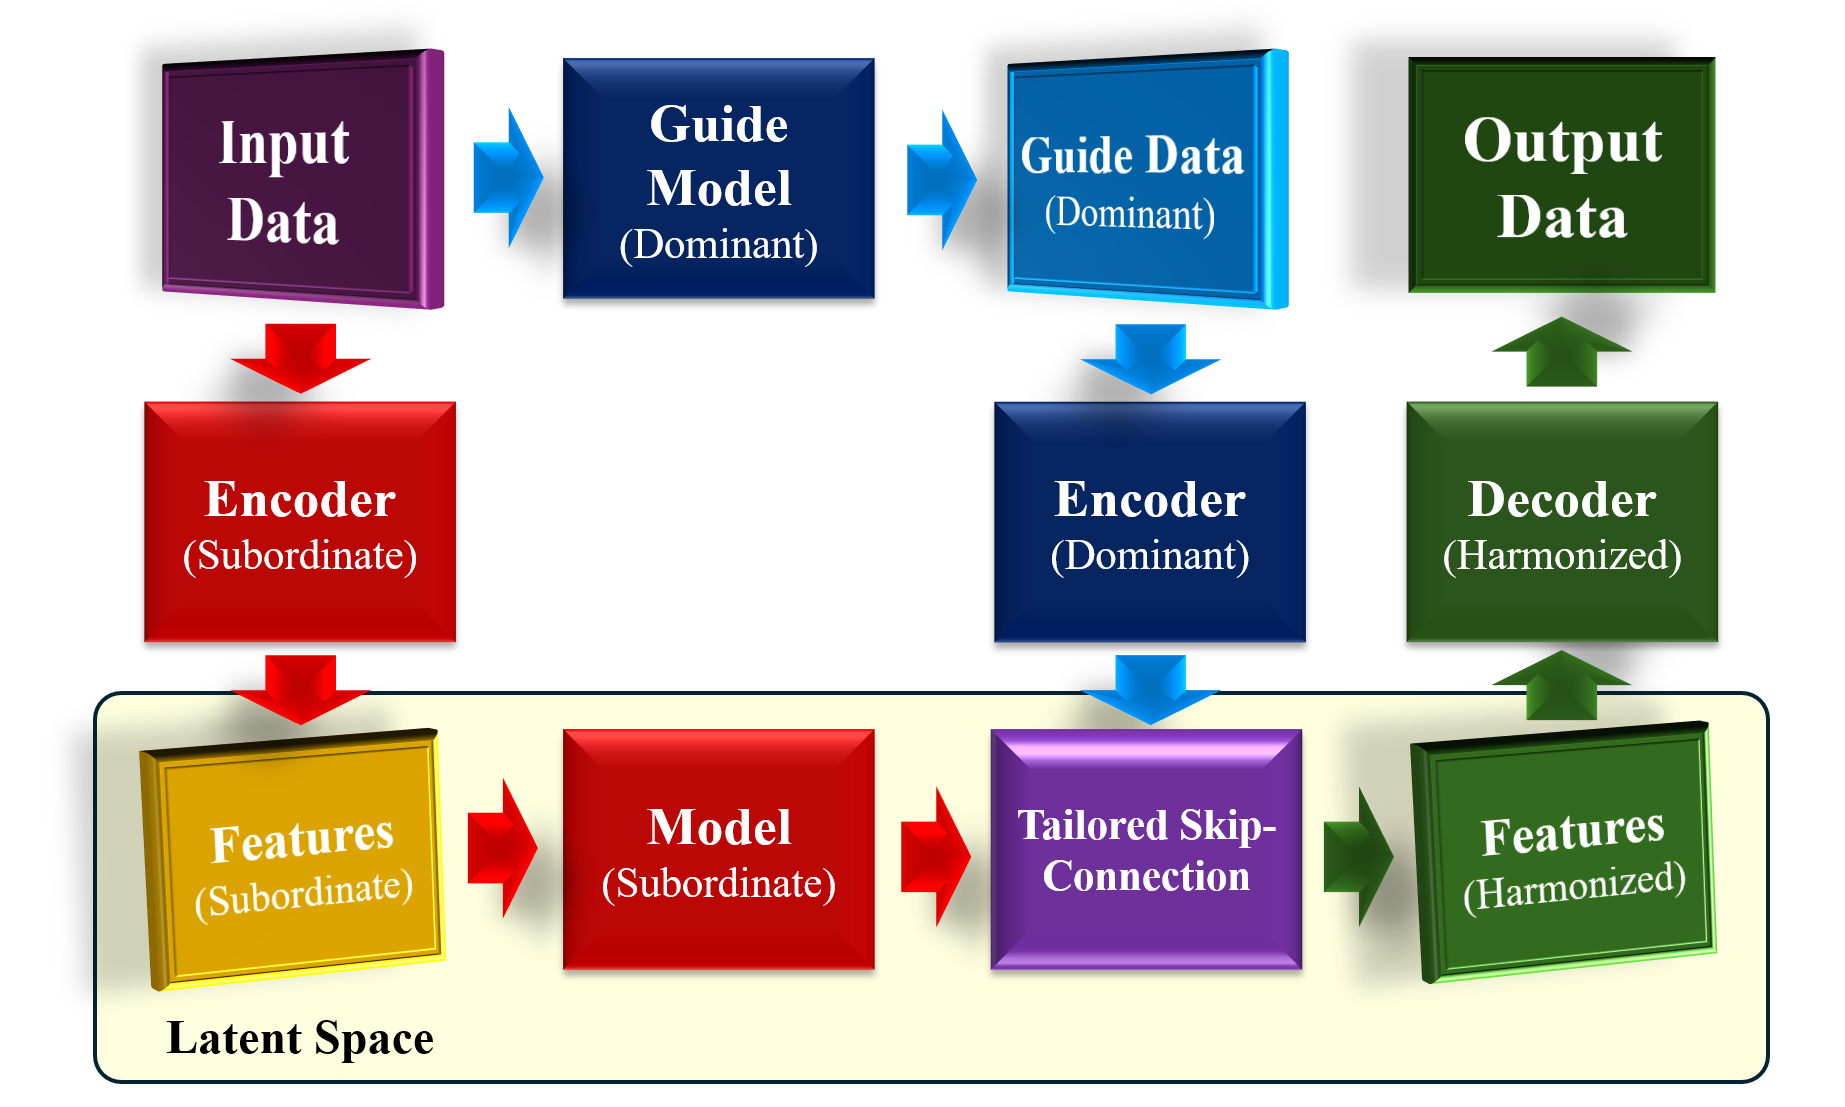 Input
Data
Guide
Model
(Dominant)
Guide Data
(Dominant)
Output
Data
Encoder
(Subordinate)
Encoder
(Dominant)
Decoder
(Harmonized)
Features
(Subordinate)
Model
(Subordinate)
Tailored Skip-
Connection
Features
(Harmonized)
Latent Space